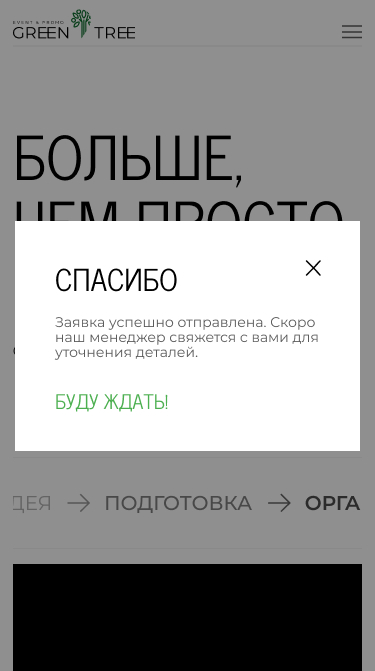 EVENT & PROMO
GREEN TREE
БОЛЬШЕ,
ЧЕМ ПРОСТО
СПАСИБО
Заявка успешно отправлена. Скоро
наш менеджер свяжется с вами для
уточнения деталей.
БУДУ ЖДАТЬ!
ДЕЯ → ПОДГОТОВКА → ОРГА